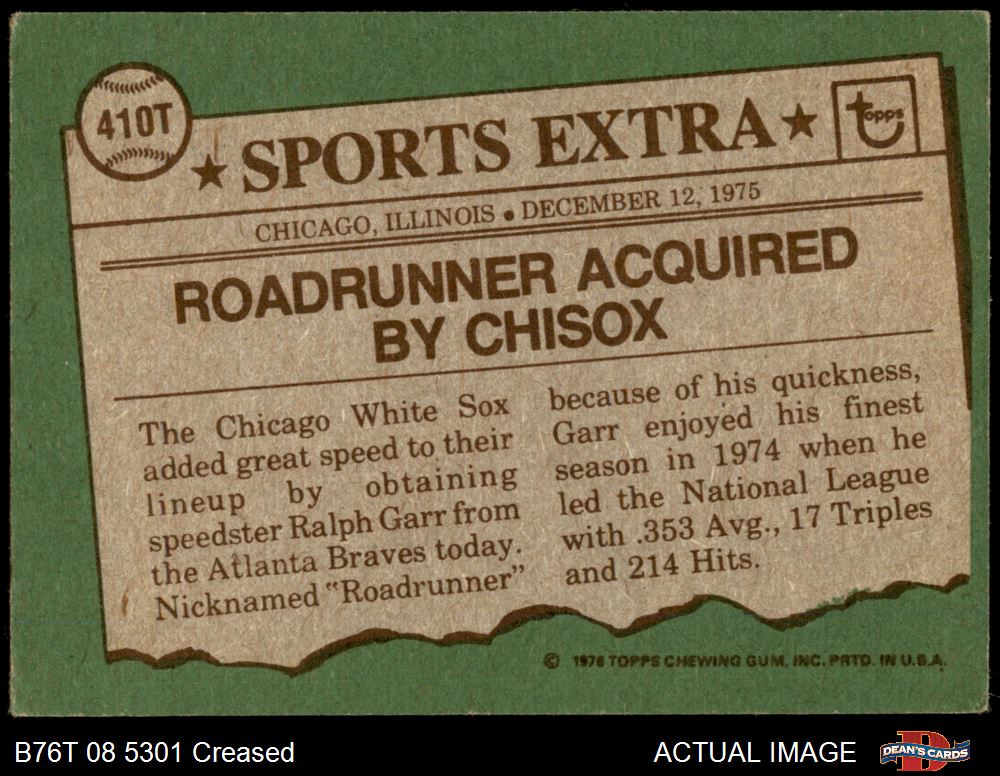 410T
★ SPORTS EXTRA ★
Topps
CHICAGO, ILLINOIS • DECEMBER 12, 1975
ROADRUNNER ACQUIRED
BY CHISOX
The Chicago White Sox
added great speed to their
lineup by obtaining
speedster Ralph Garr from
the Atlanta Braves today.
Nicknamed "Roadrunner"
because of his quickness,
Garr enjoyed his finest
season in 1974 when he
led the National League
with .353 Avg., 17 Triples
and 214 Hits.
© 1976 TOPPS CHEWING GUM, INC. PRTD. IN U.S.A.
B76T 08 5301 Creased
ACTUAL IMAGE
D
DEAN'S CARDS